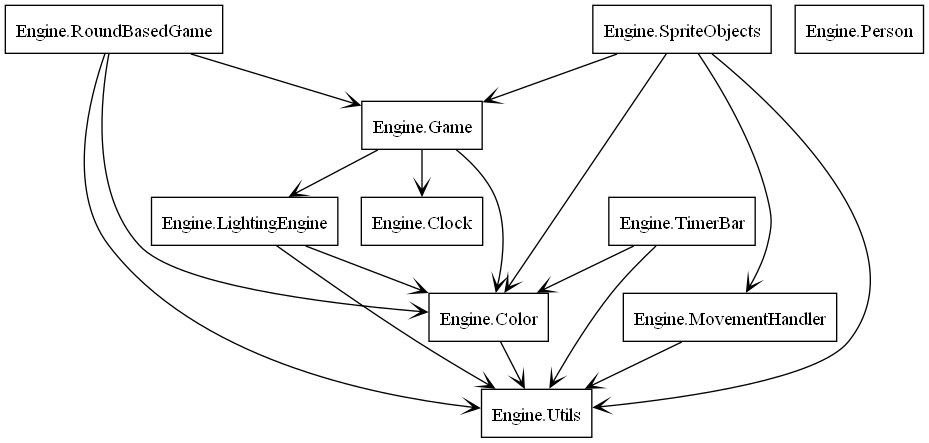 Engine.RoundBasedGame
Engine.SpriteObjects
Engine.Person
Engine.Game
Engine.LightingEngine
Engine.Clock
Engine.TimerBar
Engine.Color
Engine.MovementHandler
Engine.Utils